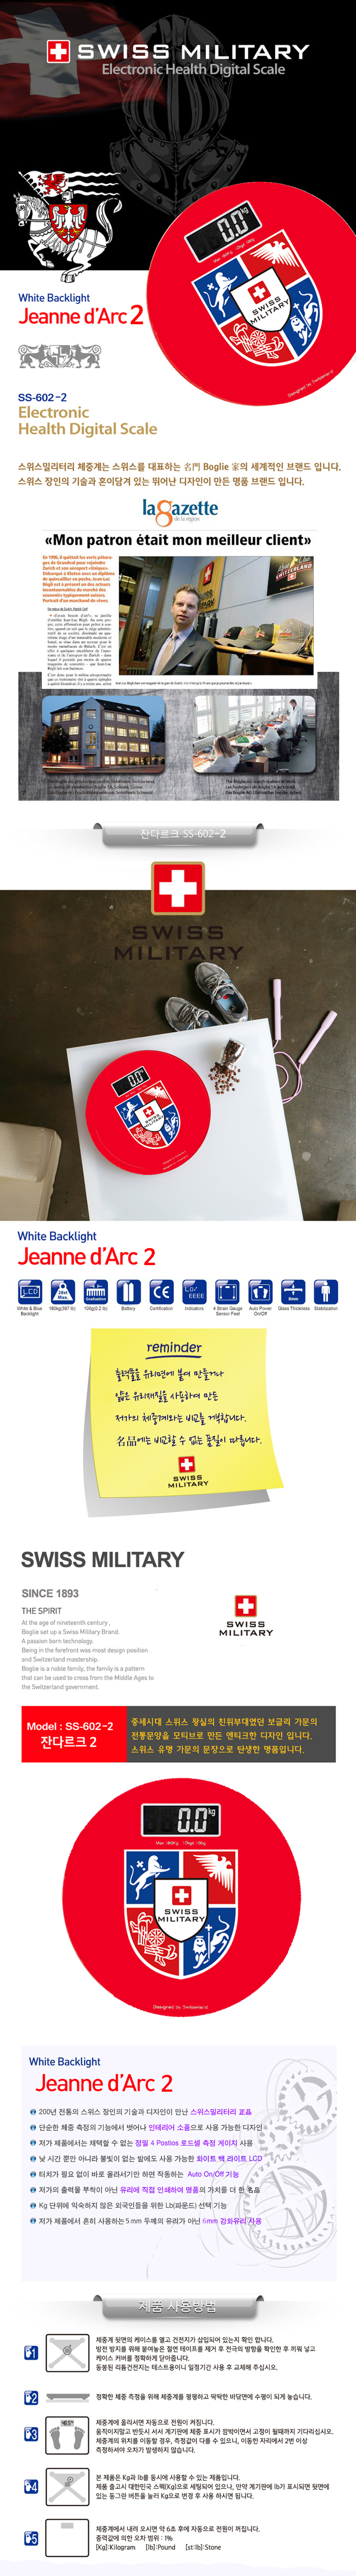 SWISS MILITARY
Electronic Health Digital Scale
0.0kg
White Backlight
Jeanne d'Arc 2
SWISS
MILITARY
Designed by Switzerland
SS-602-2
Electronic
Health Digital Scale
스위스밀리터리 체중계는 스위스를 대표하는 名門 Boglie 家의 세계적인 브랜드 입니다.
스위스 장인의 기술과 혼이담겨 있는 뛰어난 디자인이 만든 명품 브랜드 입니다.
la gazette
de la région
«Mon patron était mon meilleur client»
잔다르크 SS-602-2
SWISS
MILITARY
White Backlight
Jeanne d'Arc 2
LCD
White & Blue
Backlight
180kg(397 lb)
100g(0.2 lb)
Battery
Certification
Indicators
4 Strain Gauge
Sensor Feet
Auto Power
On/Off
Glass Thickness
Stabilization
reminder
출력물을 유리면에 붙여 만들거나
얇은 유리재질을 사용하여 만든
저가의 체중계와는 비교를 거부합니다.
名品에는 비교할 수 없는 품질이 따릅니다.
SWISS
MILITARY
SWISS MILITARY
SINCE 1893
THE SPIRIT
At the age of nineteenth century,
Boglie set up a Swiss Military Brand.
A passion born technology.
Being in the forefront was most design position
and Switzerland mastership.
Boglie is a noble family, the family is a pattern
that can be used to cross from the Middle Ages to
the Switzerland government.
SWISS
MILITARY
Model : SS-602-2
잔다르크 2
중세시대 스위스 왕실의 친위부대였던 보글리 가문의
전통문양을 모티브로 만든 엔티크한 디자인 입니다.
스위스 유명 가문의 문장으로 탄생한 명품입니다.
0.0kg
Max 180Kg 1Dgt 100g
SWISS
MILITARY
Designed by Switzerland
White Backlight
Jeanne d'Arc 2
200년 전통의 스위스 장인의 기술과 디자인이 만난 스위스밀리터리 正品
단순한 체중 측정의 기능에서 벗어나 인테리어 소품으로 사용 가능한 디자인
저가 제품에서는 채택할 수 없는 정밀 4 Postios 로드셀 측정 게이지 사용
낮 시간 뿐만 아니라 불빛이 없는 밤에도 사용 가능한 화이트 백 라이트 LCD
터치가 필요 없이 바로 올라서기만 하면 작동하는 Auto On/Off 기능
저가의 출력물 부착이 아닌 유리에 직접 인쇄하여 명품의 가치를 더 한 名品
Kg 단위에 익숙하지 않은 외국인들을 위한 Lb(파운드) 선택 기능
저가 제품에서 흔히 사용하는 5mm 두께의 유리가 아닌 6mm 강화유리 사용
제품 사용방법
1
체중계 뒷면의 케이스를 열고 건전지가 삽입되어 있는지 확인 합니다.
방전 방지를 위해 붙여놓은 절연 테이프를 제거 후 전극의 방향을 확인한 후 끼워 넣고
케이스 커버를 정확하게 닫아줍니다.
동봉된 리튬건전지는 테스트용이니 일정기간 사용 후 교체해 주십시오.
2
정확한 체중 측정을 위해 체중계를 평평하고 딱딱한 바닥면에 수평이 되게 놓습니다.
3
체중계에 올라서면 자동으로 전원이 켜집니다.
움직이지말고 반듯시 서서 계기판에 체중 표시가 깜박이면서 고정이 될때까지 기다리십시오.
체중계의 위치를 이동할 경우, 측정값이 다를 수 있으니, 이동한 자리에서 2번 이상
측정하셔야 오차가 발생하지 않습니다.
4
본 제품은 Kg과 lb를 동시에 사용할 수 있는 제품입니다.
제품 출고시 대한민국 스펙(Kg)으로 세팅되어 있으나, 만약 계기판에 lb가 표시되면 뒷면에
있는 동그란 버튼을 눌러 Kg으로 변경 후 사용 하시면 됩니다.
5
체중계에서 내려 오시면 약 6초 후에 자동으로 전원이 꺼집니다.
중력값에 의한 오차 범위 : 1%
[Kg]:Kilogram [lb]:Pound [st·lb]:Stone